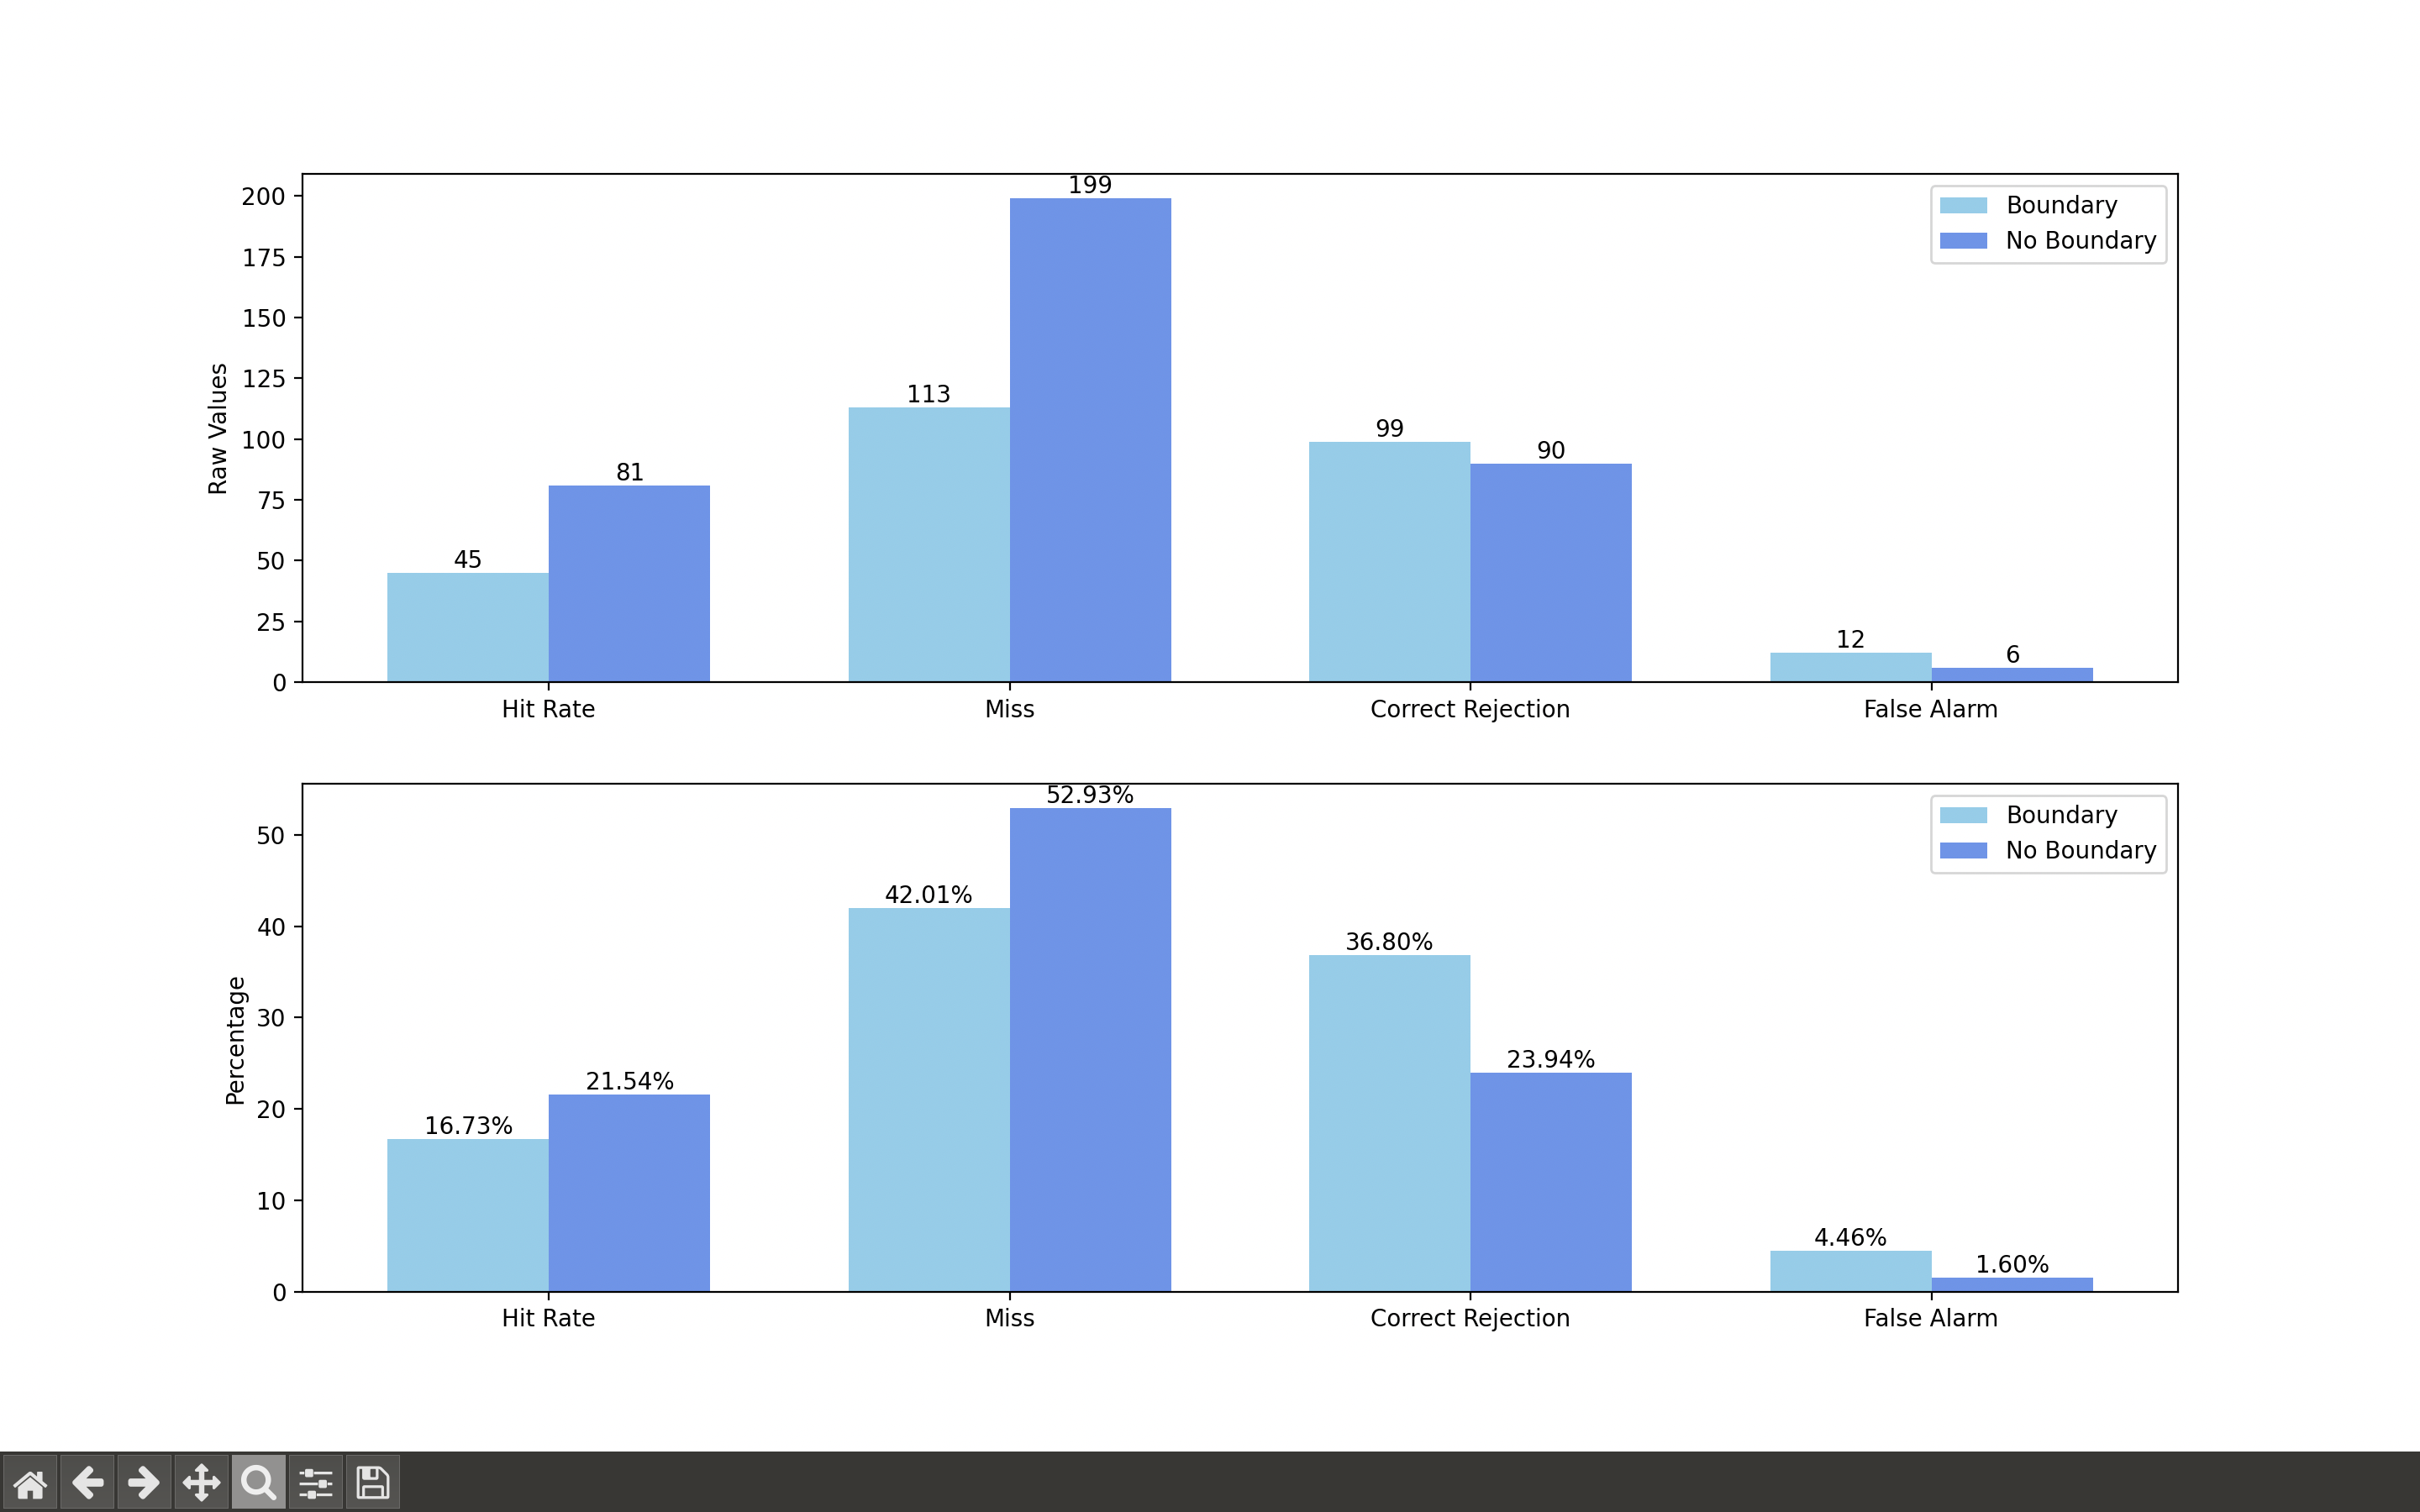 200
175
150
125
100
75
50
25
0
Raw Values
45
81
113
199
99
90
12
6
Hit Rate
Miss
Correct Rejection
False Alarm
Boundary
No Boundary
50
40
30
20
10
0
Percentage
16.73%
21.54%
42.01%
52.93%
36.80%
23.94%
4.46%
1.60%
Hit Rate
Miss
Correct Rejection
False Alarm
Boundary
No Boundary